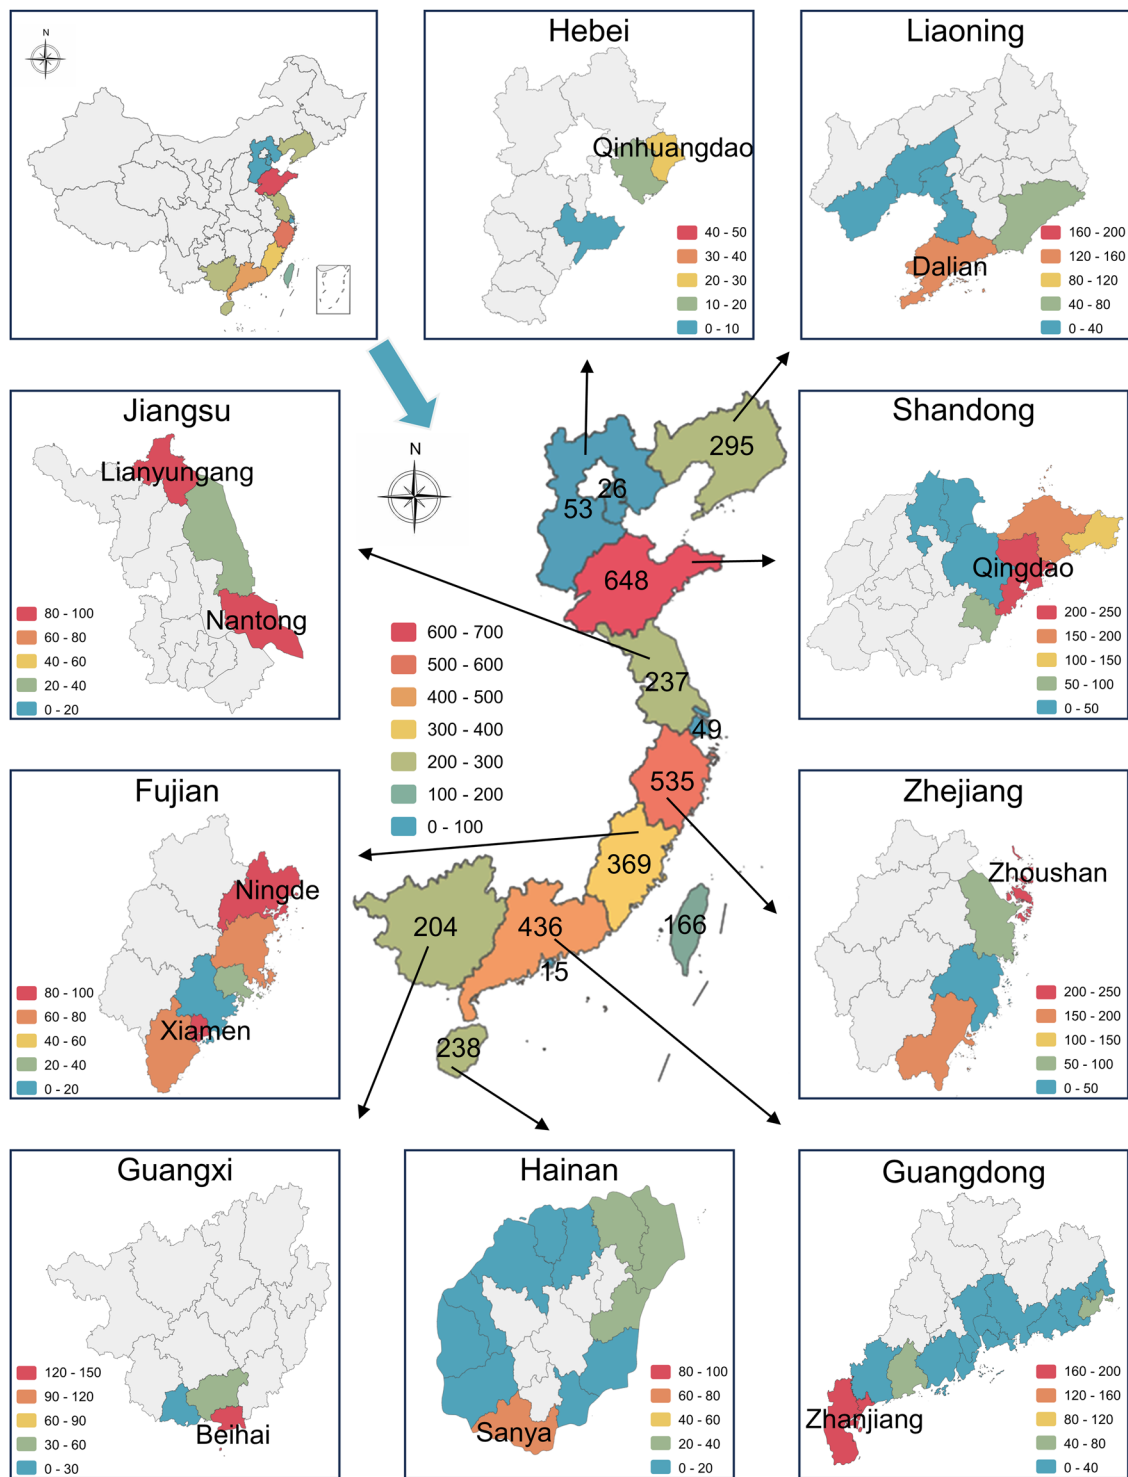 N
Hebei
Qinhuangdao
40 - 50
30 - 40
20 - 30
10 - 20
0 - 10
Liaoning
Dalian
160 - 200
120 - 160
80 - 120
40 - 80
0 - 40
Jiangsu
Lianyungang
Nantong
80 - 100
60 - 80
40 - 60
20 - 40
0 - 20
N
295
26
53
648
237
49
535
369
204
436
166
15
238
600 - 700
500 - 600
400 - 500
300 - 400
200 - 300
100 - 200
0 - 100
Shandong
Qingdao
200 - 250
150 - 200
100 - 150
50 - 100
0 - 50
Fujian
Ningde
Xiamen
80 - 100
60 - 80
40 - 60
20 - 40
0 - 20
Zhejiang
Zhoushan
200 - 250
150 - 200
100 - 150
50 - 100
0 - 50
Guangxi
Beihai
120 - 150
90 - 120
60 - 90
30 - 60
0 - 30
Hainan
Sanya
80 - 100
60 - 80
40 - 60
20 - 40
0 - 20
Guangdong
Zhanjiang
160 - 200
120 - 160
80 - 120
40 - 80
0 - 40